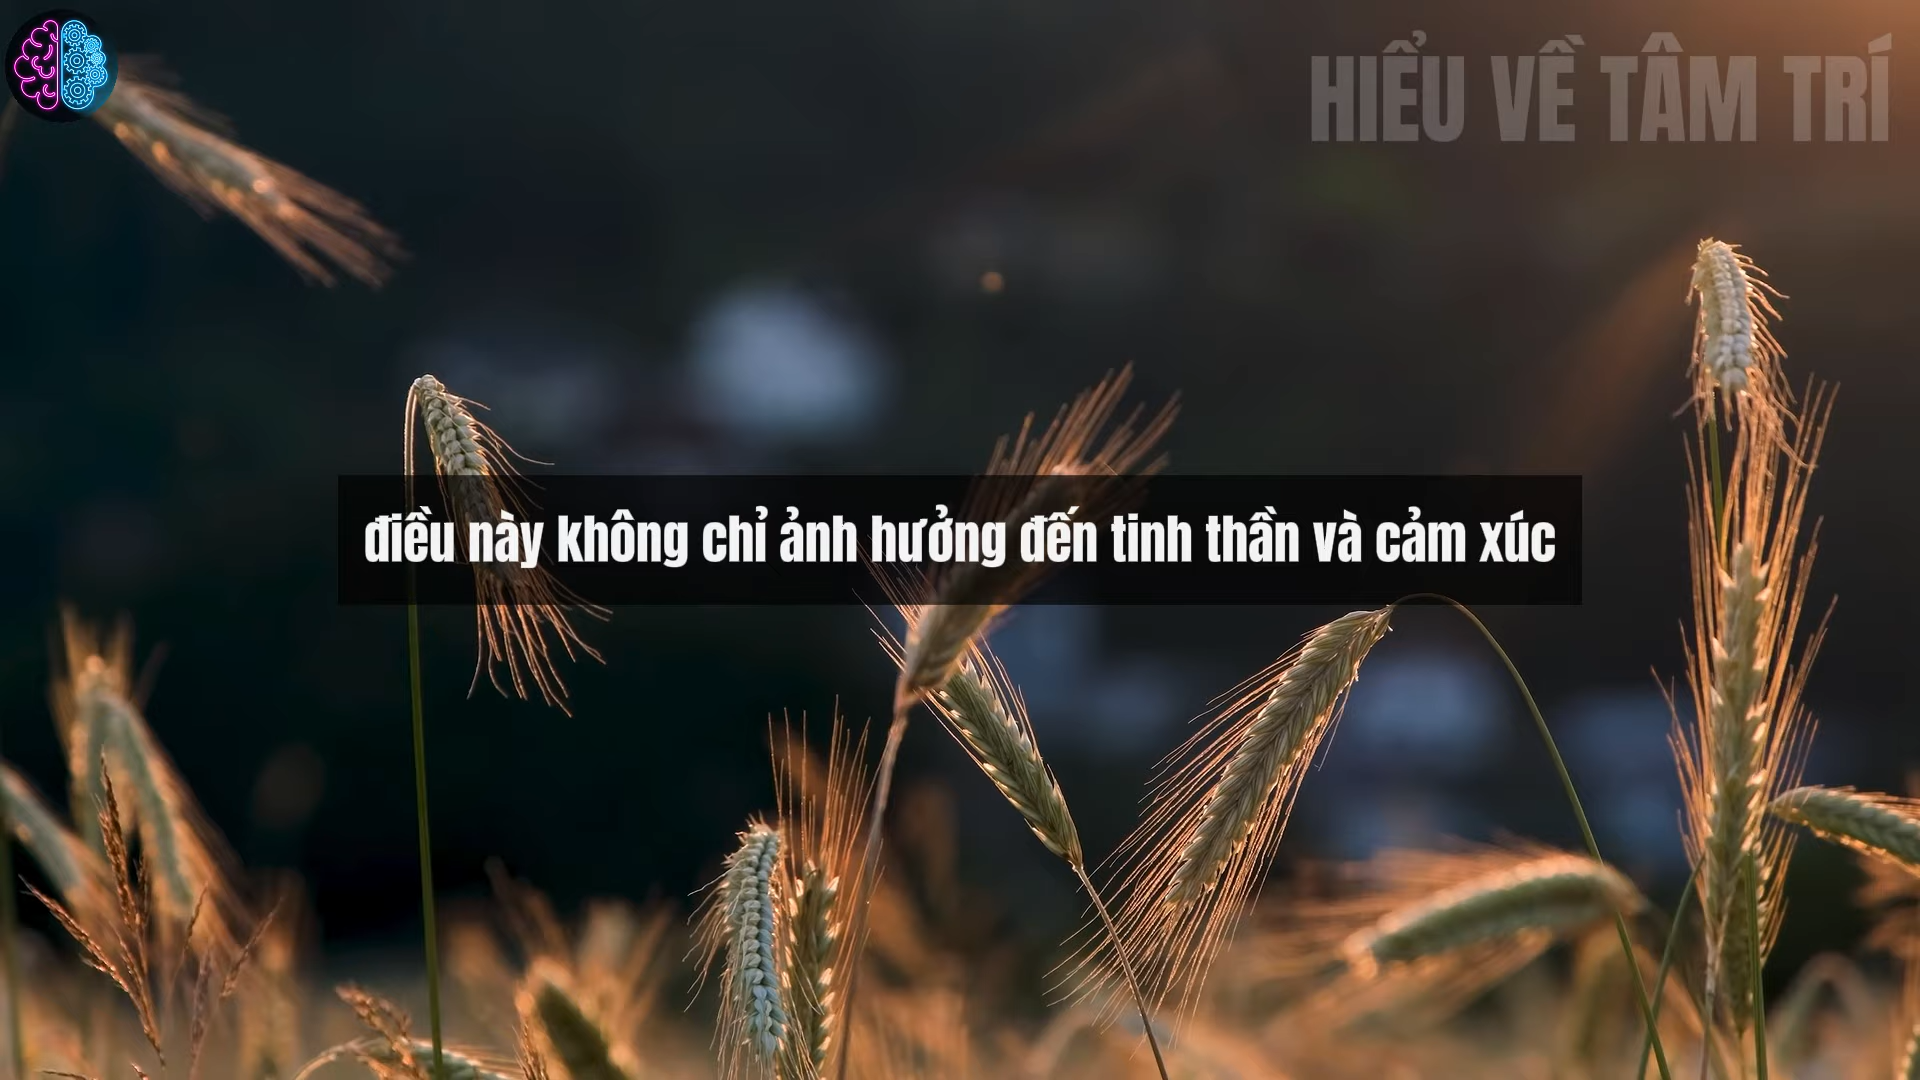 HIỂU VỀ TÂM TRÍ
điều này không chỉ ảnh hưởng đến tinh thần và cảm xúc